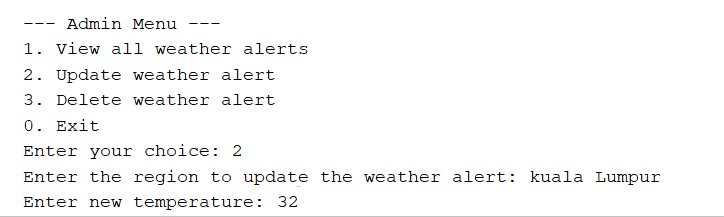 --- Admin Menu ---
1. View all weather alerts
2. Update weather alert
3. Delete weather alert
0. Exit
Enter your choice: 2
Enter the region to update the weather alert: kuala Lumpur
Enter new temperature: 32